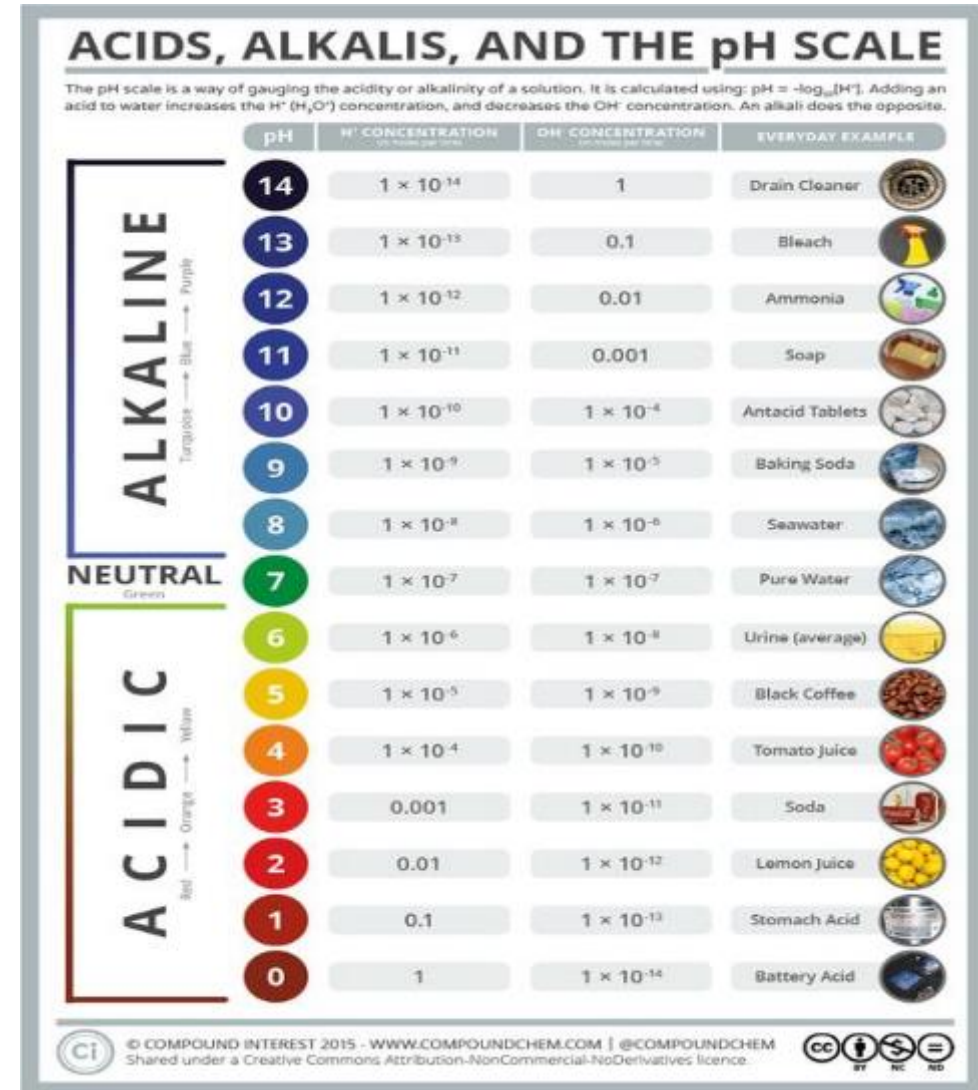 ACIDS, ALKALIS, AND THE pH SCALE
The pH scale is a way of gauging the acidity or alkalinity of a solution. It is calculated using: pH = -log₁₀[H⁺]. Adding an
acid to water increases the H⁺ (H₃O⁺) concentration, and decreases the OH⁻ concentration. An alkali does the opposite.
pH H⁺ CONCENTRATION OH⁻ CONCENTRATION EVERYDAY EXAMPLE
(in moles per litre) (in moles per litre)
ALKALINE
Turquoise → Blue → Purple
14 1 × 10⁻¹⁴ 1 Drain Cleaner
13 1 × 10⁻¹³ 0.1 Bleach
12 1 × 10⁻¹² 0.01 Ammonia
11 1 × 10⁻¹¹ 0.001 Soap
10 1 × 10⁻¹⁰ 1 × 10⁻⁴ Antacid Tablets
9 1 × 10⁻⁹ 1 × 10⁻⁵ Baking Soda
8 1 × 10⁻⁸ 1 × 10⁻⁶ Seawater
NEUTRAL
Green
7 1 × 10⁻⁷ 1 × 10⁻⁷ Pure Water
ACIDIC
Red → Orange → Yellow
6 1 × 10⁻⁶ 1 × 10⁻⁸ Urine (average)
5 1 × 10⁻⁵ 1 × 10⁻⁹ Black Coffee
4 1 × 10⁻⁴ 1 × 10⁻¹⁰ Tomato Juice
3 0.001 1 × 10⁻¹¹ Soda
2 0.01 1 × 10⁻¹² Lemon Juice
1 0.1 1 × 10⁻¹³ Stomach Acid
0 1 1 × 10⁻¹⁴ Battery Acid
Ci
© COMPOUND INTEREST 2015 - WWW.COMPOUNDCHEM.COM | @COMPOUNDCHEM
Shared under a Creative Commons Attribution-NonCommercial-NoDerivatives licence.
cc BY NC ND